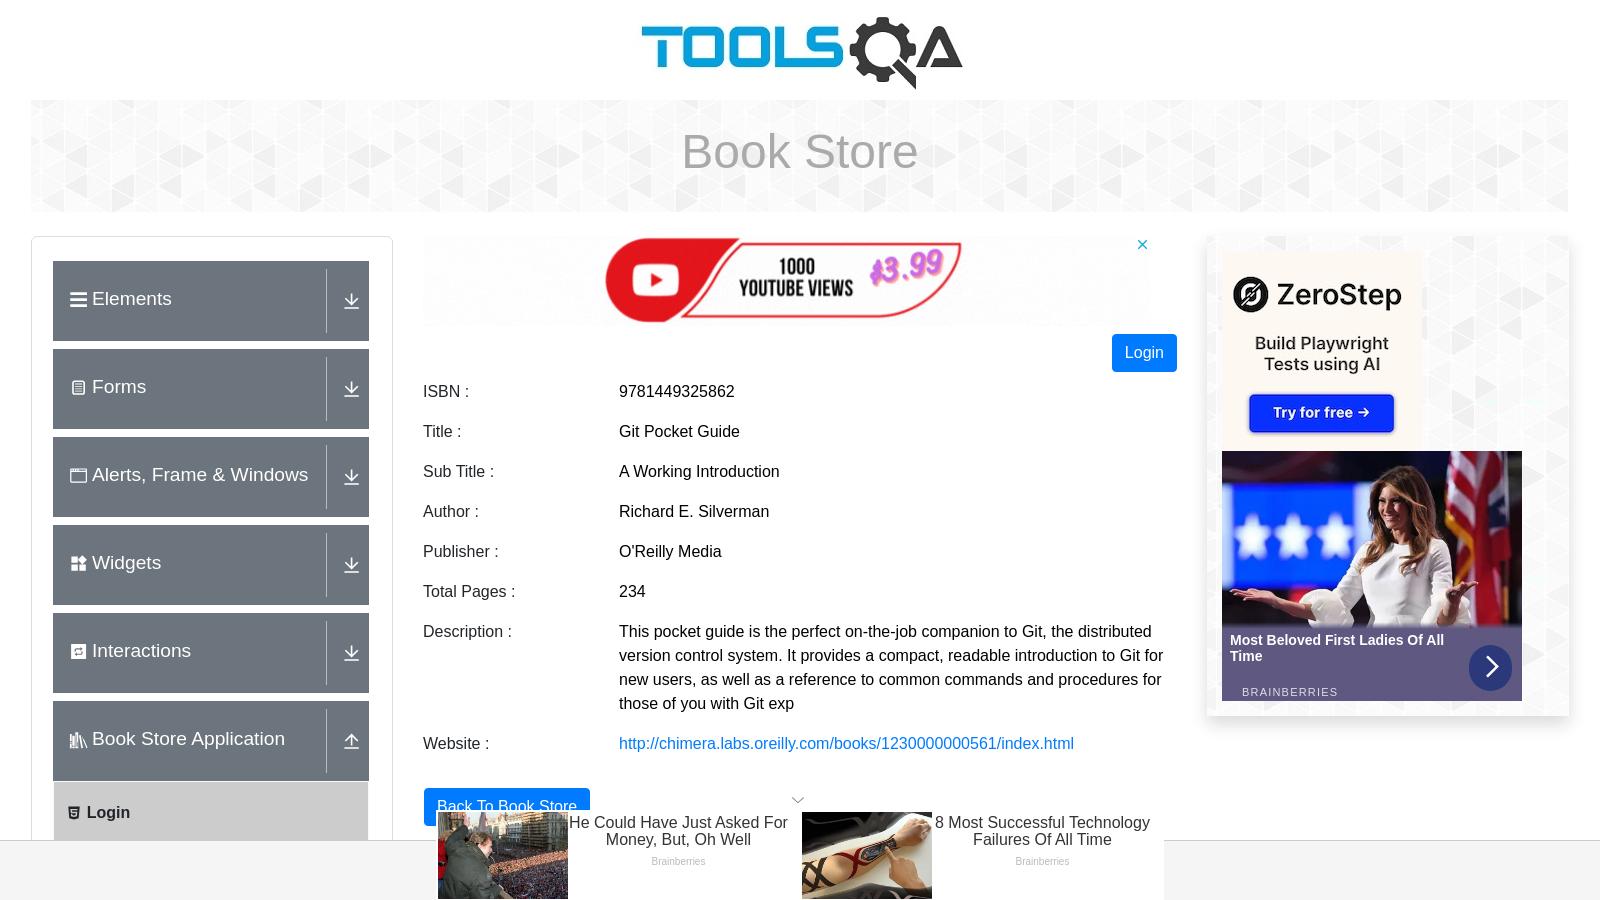 TOOLSQA
Book Store
Elements
Forms
Alerts, Frame & Windows
Widgets
Interactions
Book Store Application
Login
1000
YOUTUBE VIEWS
$3.99
Login
ISBN :
9781449325862
Title :
Git Pocket Guide
Sub Title :
A Working Introduction
Author :
Richard E. Silverman
Publisher :
O'Reilly Media
Total Pages :
234
Description :
This pocket guide is the perfect on-the-job companion to Git, the distributed
version control system. It provides a compact, readable introduction to Git for
new users, as well as a reference to common commands and procedures for
those of you with Git exp
Website :
http://chimera.labs.oreilly.com/books/1230000000561/index.html
Back To Book Store
ZeroStep
Build Playwright
Tests using AI
Try for free →
Most Beloved First Ladies Of All
Time
BRAINBERRIES
He Could Have Just Asked For
Money, But, Oh Well
Brainberries
8 Most Successful Technology
Failures Of All Time
Brainberries